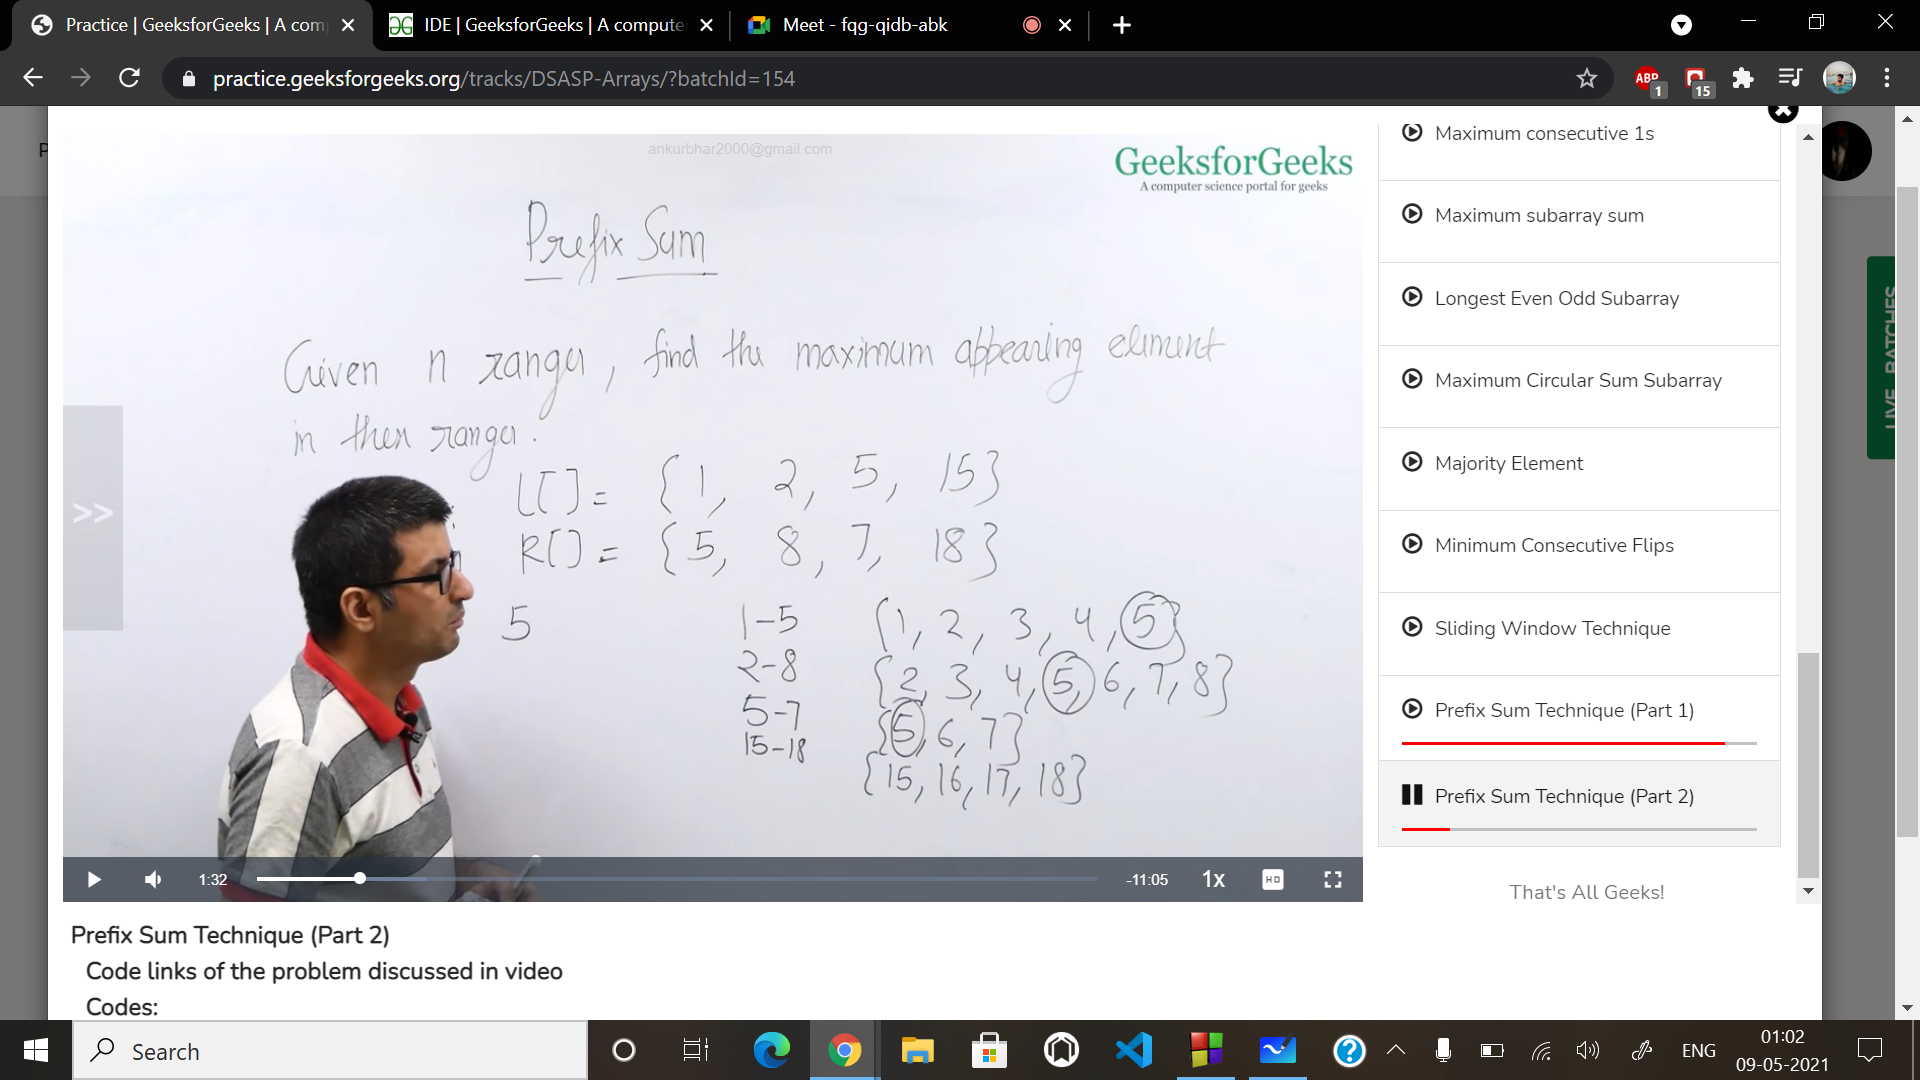 Practice | GeeksforGeeks | A com
IDE | GeeksforGeeks | A compute
Meet - fqg-qidb-abk
practice.geeksforgeeks.org/tracks/DSASP-Arrays/?batchId=154
ABP
1
15
P
ankurbhar2000@gmail.com
GeeksforGeeks
A computer science portal for geeks
Prefix Sum
Given n ranges, find the maximum appearing element
in these ranges.
L[] = {1, 2, 5, 15}
R[] = {5, 8, 7, 18}
5
1-5 {1, 2, 3, 4, 5}
2-8 {2, 3, 4, 5, 6, 7, 8}
5-7 {5, 6, 7}
15-18 {15, 16, 17, 18}
>>
1:32
-11:05
1x
HD
Maximum consecutive 1s
Maximum subarray sum
Longest Even Odd Subarray
Maximum Circular Sum Subarray
Majority Element
Minimum Consecutive Flips
Sliding Window Technique
Prefix Sum Technique (Part 1)
Prefix Sum Technique (Part 2)
That's All Geeks!
LIVE BATCHES
Prefix Sum Technique (Part 2)
Code links of the problem discussed in video
Codes:
Search
ENG
01:02
09-05-2021